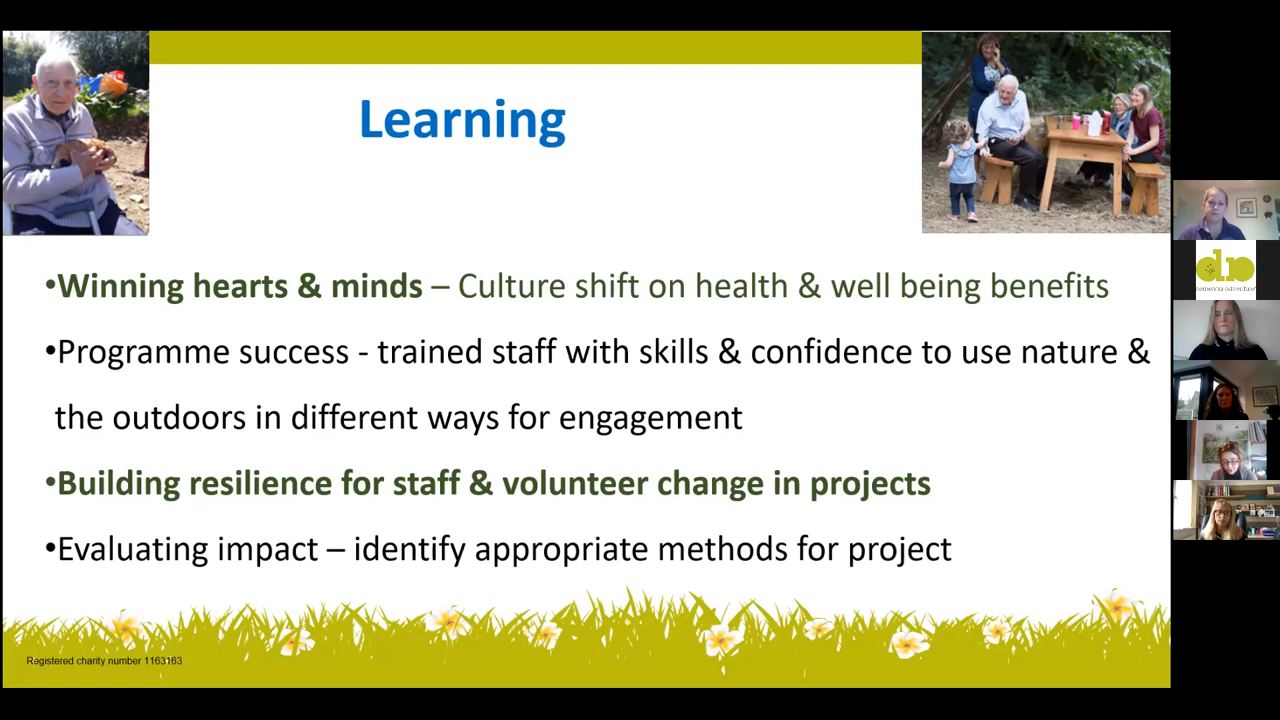 Learning
•Winning hearts & minds – Culture shift on health & well being benefits
•Programme success - trained staff with skills & confidence to use nature &
the outdoors in different ways for engagement
•Building resilience for staff & volunteer change in projects
•Evaluating impact – identify appropriate methods for project
Registered charity number 1163163
dementia adventure